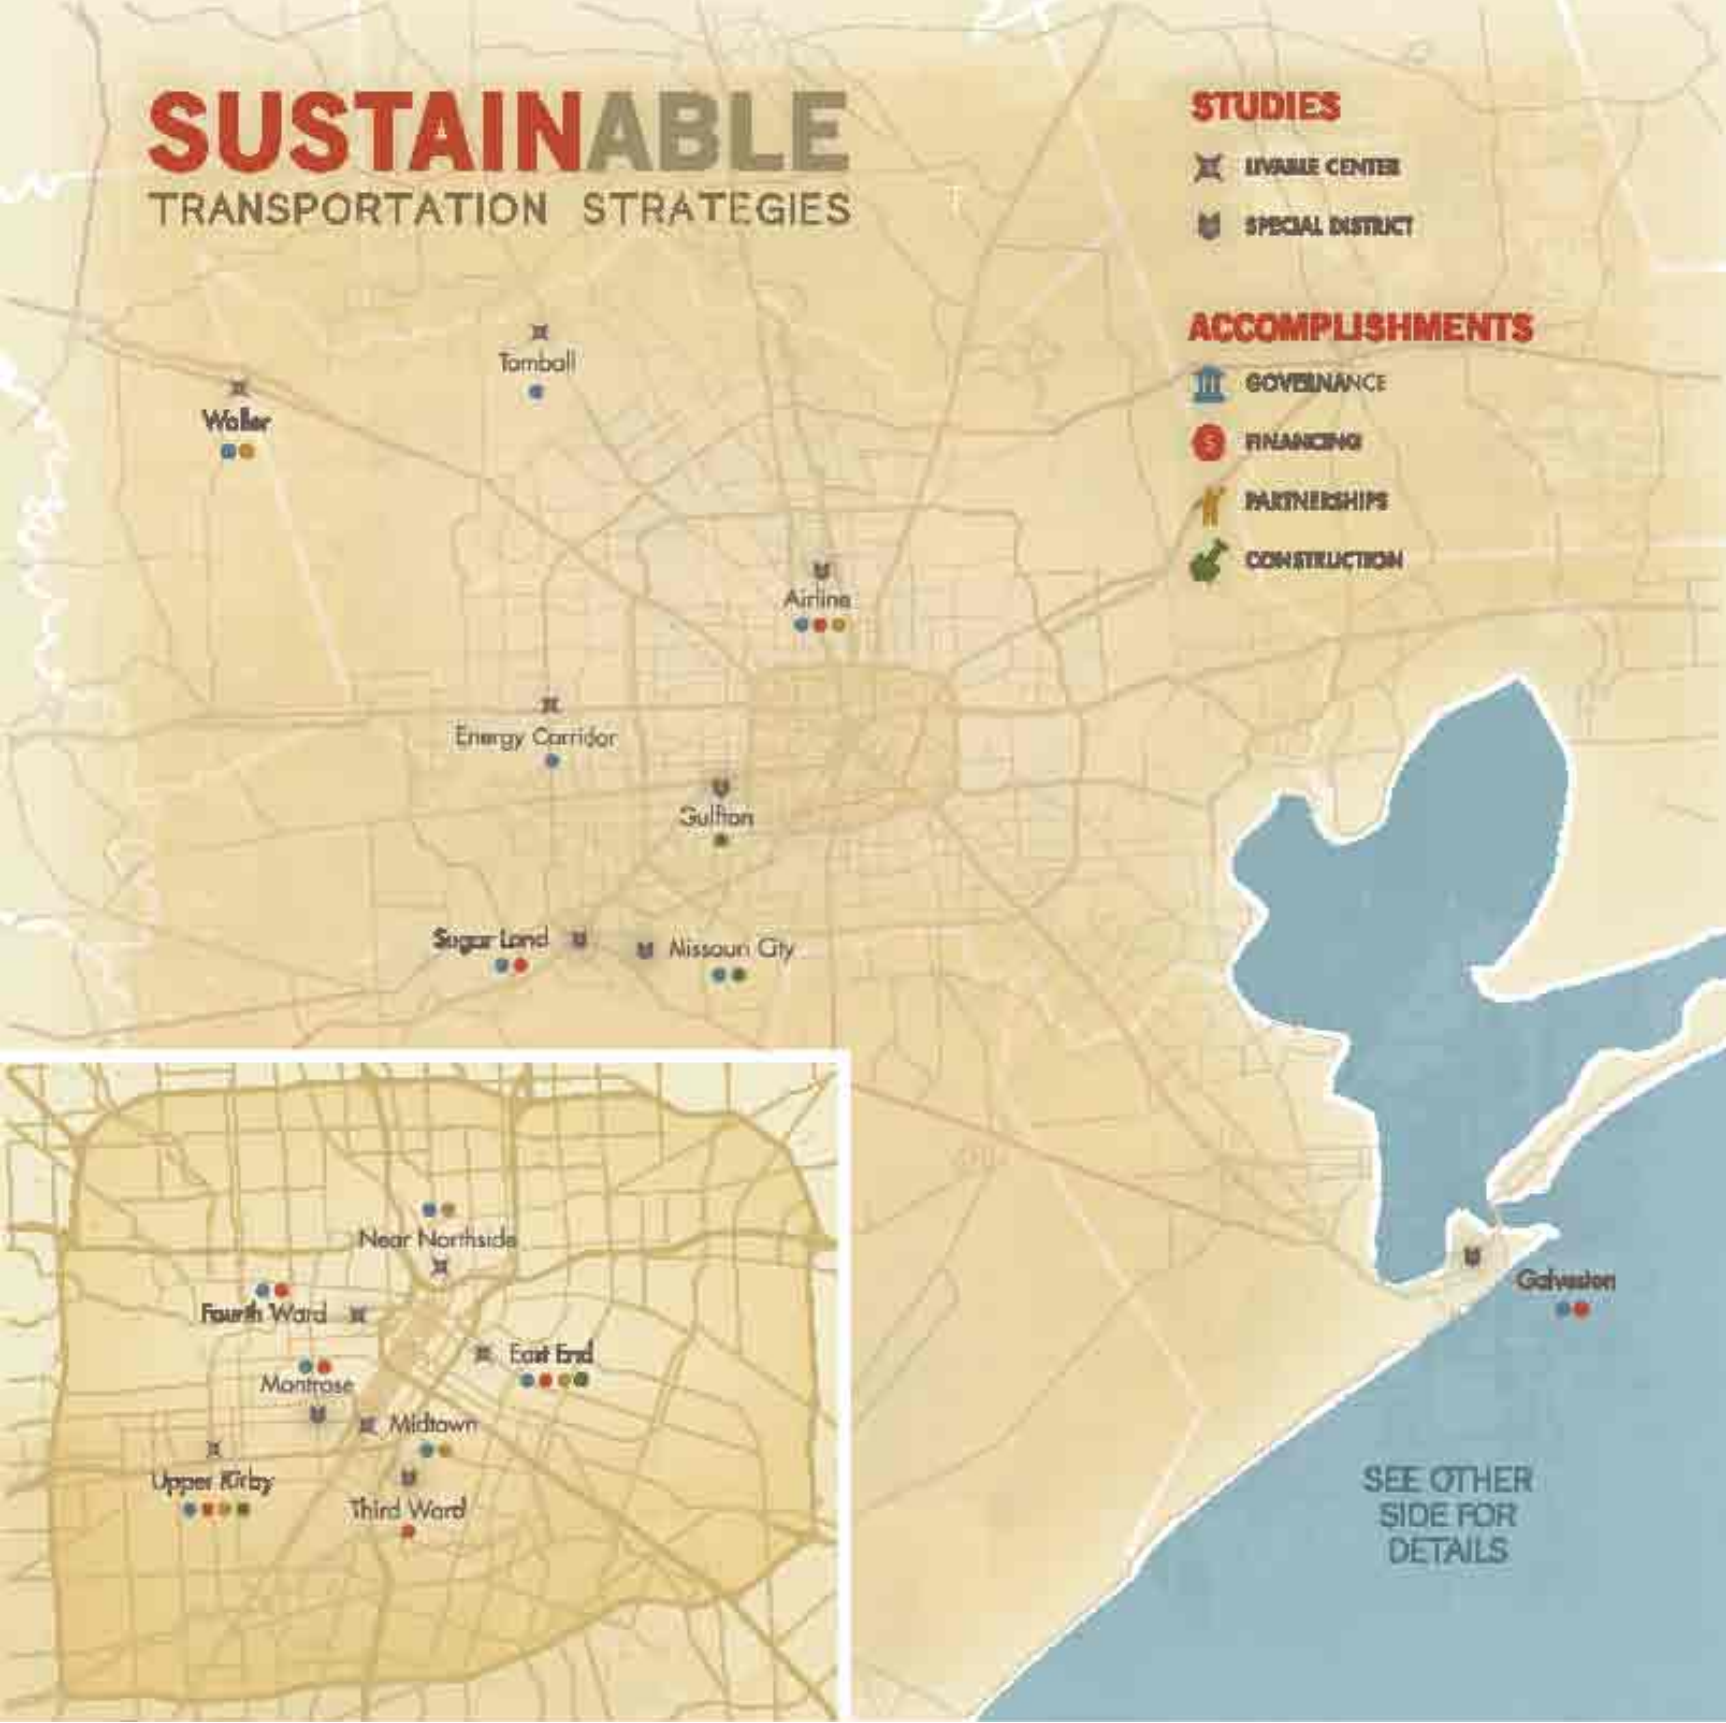 SUSTAINABLE
TRANSPORTATION STRATEGIES
STUDIES
LIVABLE CENTER
SPECIAL DISTRICT
ACCOMPLISHMENTS
GOVERNANCE
$ FINANCING
PARTNERSHIPS
CONSTRUCTION
Tomball
Waller
Airline
Energy Corridor
Gulfton
Sugar Land
Missouri City
Near Northside
Fourth Ward
East End
Montrose
Midtown
Upper Kirby
Third Ward
Galveston
SEE OTHER
SIDE FOR
DETAILS